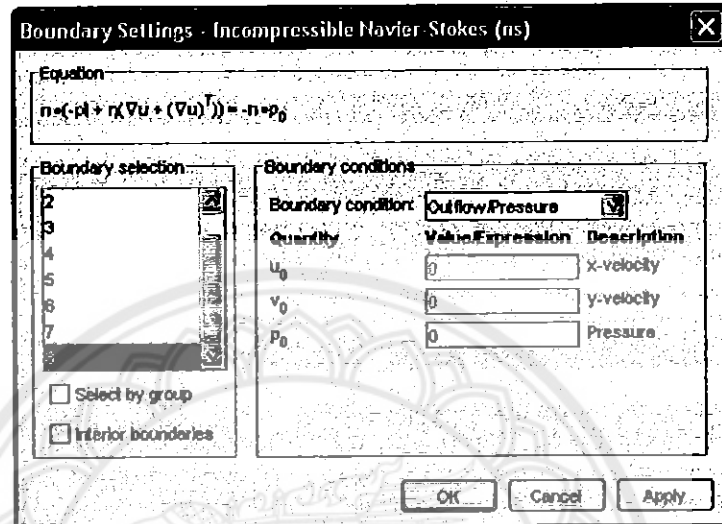 Boundary Settings - Incompressible Navier-Stokes (ns)
Equation
n•(-pI + η(∇u + (∇u)ᵀ)) = -n•p₀
Boundary selection
2
3
4
5
6
7
8
Select by group
Interior boundaries
Boundary conditions
Boundary condition: Outflow/Pressure
Quantity Value/Expression Description
u₀ 0 x-velocity
v₀ 0 y-velocity
p₀ 0 Pressure
OK Cancel Apply